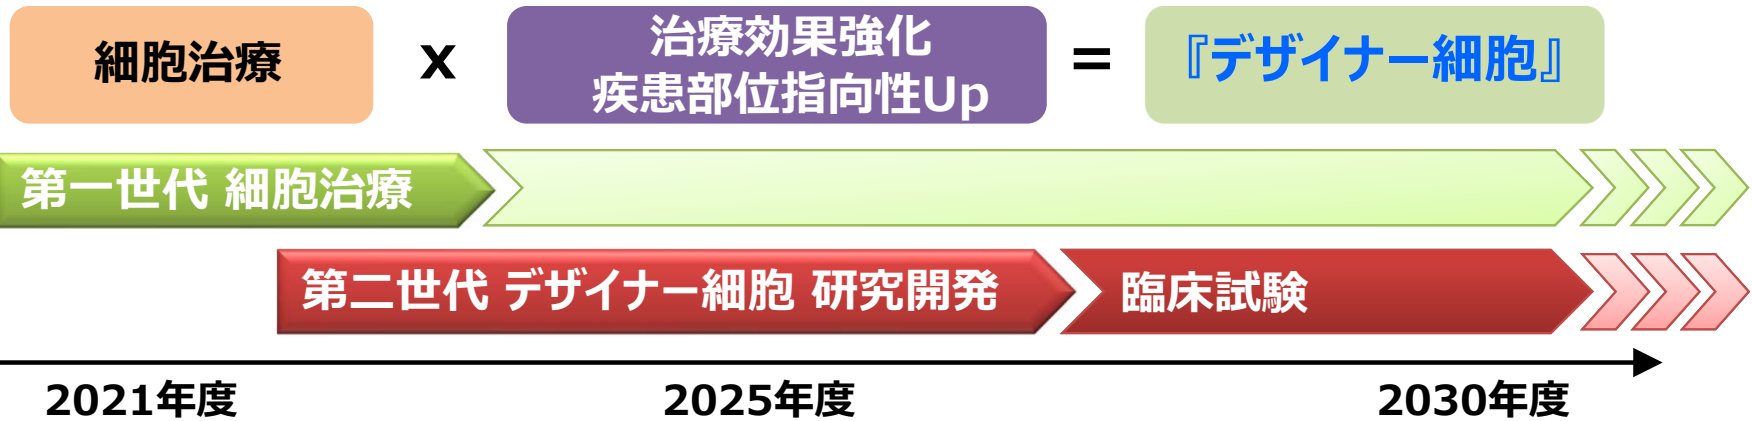 細胞治療
x
治療効果強化
疾患部位指向性Up
=
『デザイナー細胞』
第一世代 細胞治療
第二世代 デザイナー細胞 研究開発
臨床試験
2021年度
2025年度
2030年度